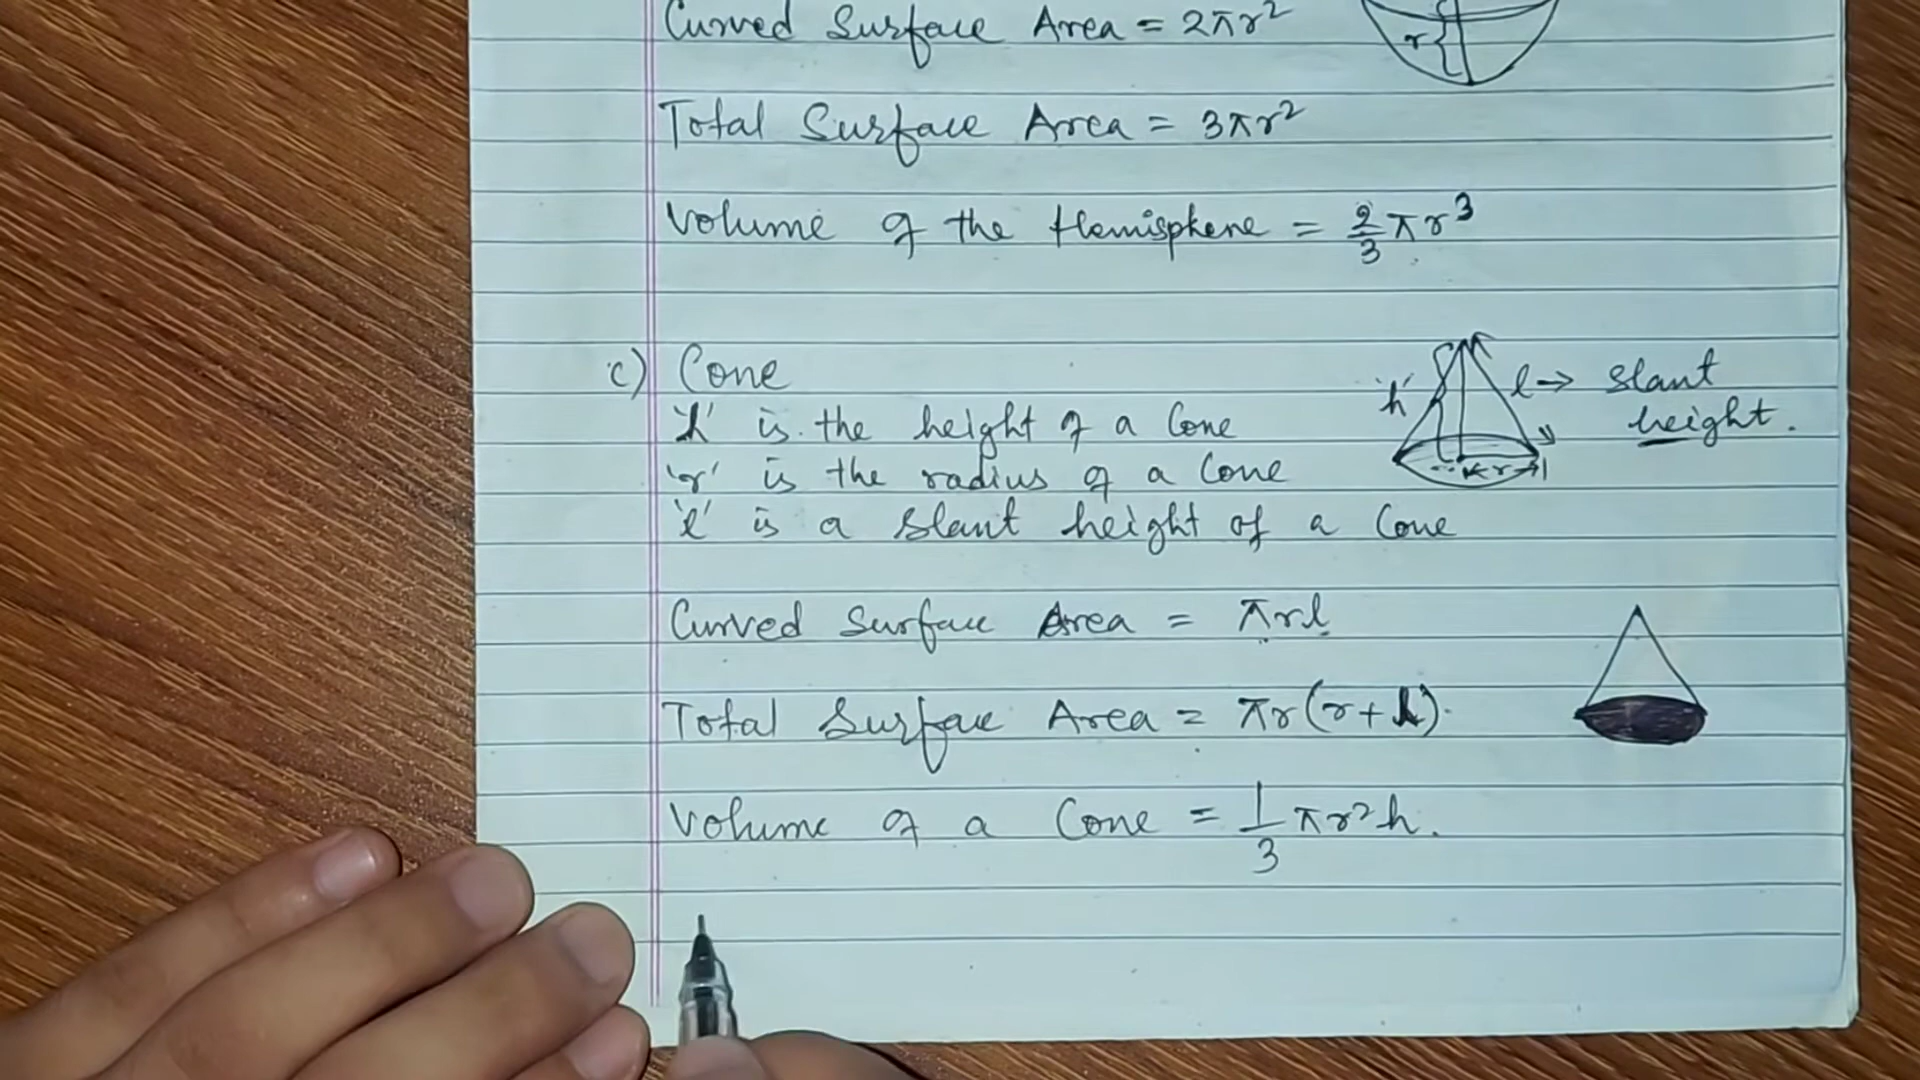 Curved Surface Area = 2πr²
r
Total Surface Area = 3πr²
Volume of the Hemisphere = 2/3 πr³
c) Cone
'h'
l → slant
height.
'h' is the height of a Cone
'r' is the radius of a Cone
r
'l' is a slant height of a Cone
Curved Surface Area = πrl
Total Surface Area = πr(r+l).
Volume of a Cone = 1/3 πr²h.